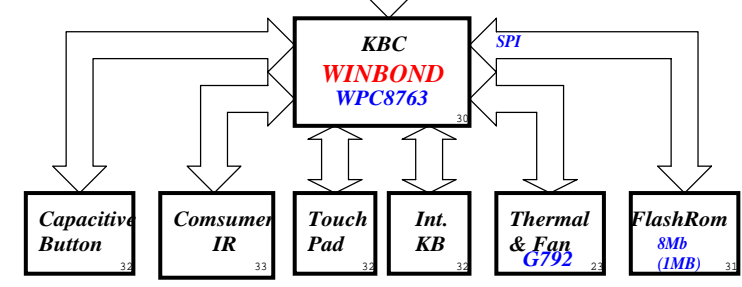 KBC
WINBOND
WPC8763
30
SPI
Capacitive
Button
32
Comsumer
IR
33
Touch
Pad
32
Int.
KB
32
Thermal
& Fan
G792
23
FlashRom
8Mb
(1MB)
31